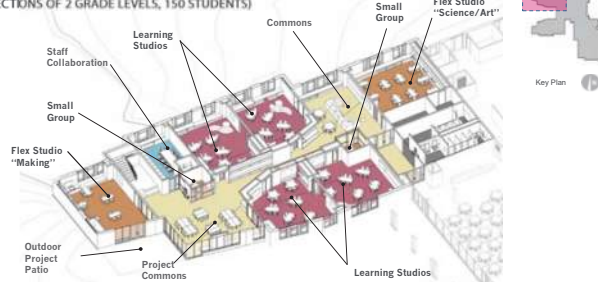 ECTIONS OF 2 GRADE LEVELS, 150 STUDENTS)
Small
Group
Flex Studio
"Science/Art"
Commons
Learning
Studios
Staff
Collaboration
Small
Group
Flex Studio
"Making"
Outdoor
Project
Patio
Project
Commons
Learning Studios
Key Plan